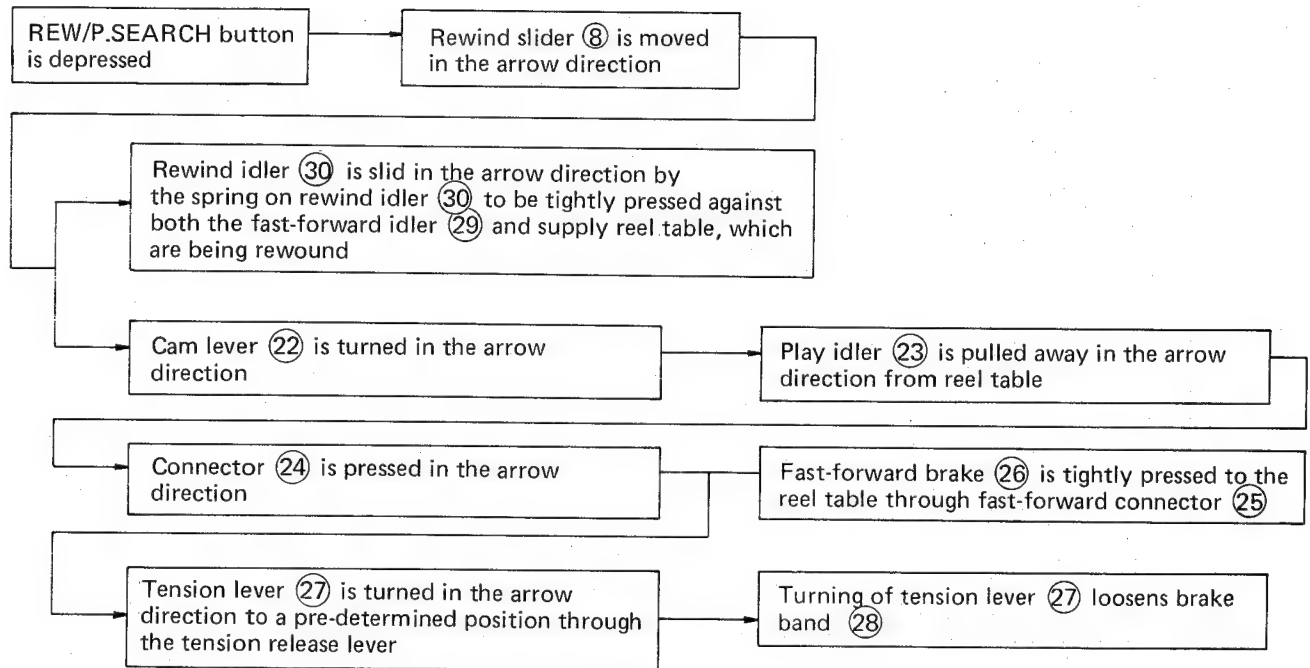 REW/P.SEARCH button
is depressed
Rewind slider ⑧ is moved
in the arrow direction
Rewind idler ㉚ is slid in the arrow direction by
the spring on rewind idler ㉚ to be tightly pressed against
both the fast-forward idler ㉙ and supply reel table, which
are being rewound
Cam lever ㉒ is turned in the arrow
direction
Play idler ㉓ is pulled away in the arrow
direction from reel table
Connector ㉔ is pressed in the arrow
direction
Fast-forward brake ㉖ is tightly pressed to the
reel table through fast-forward connector ㉕
Tension lever ㉗ is turned in the arrow
direction to a pre-determined position through
the tension release lever
Turning of tension lever ㉗ loosens brake
band ㉘